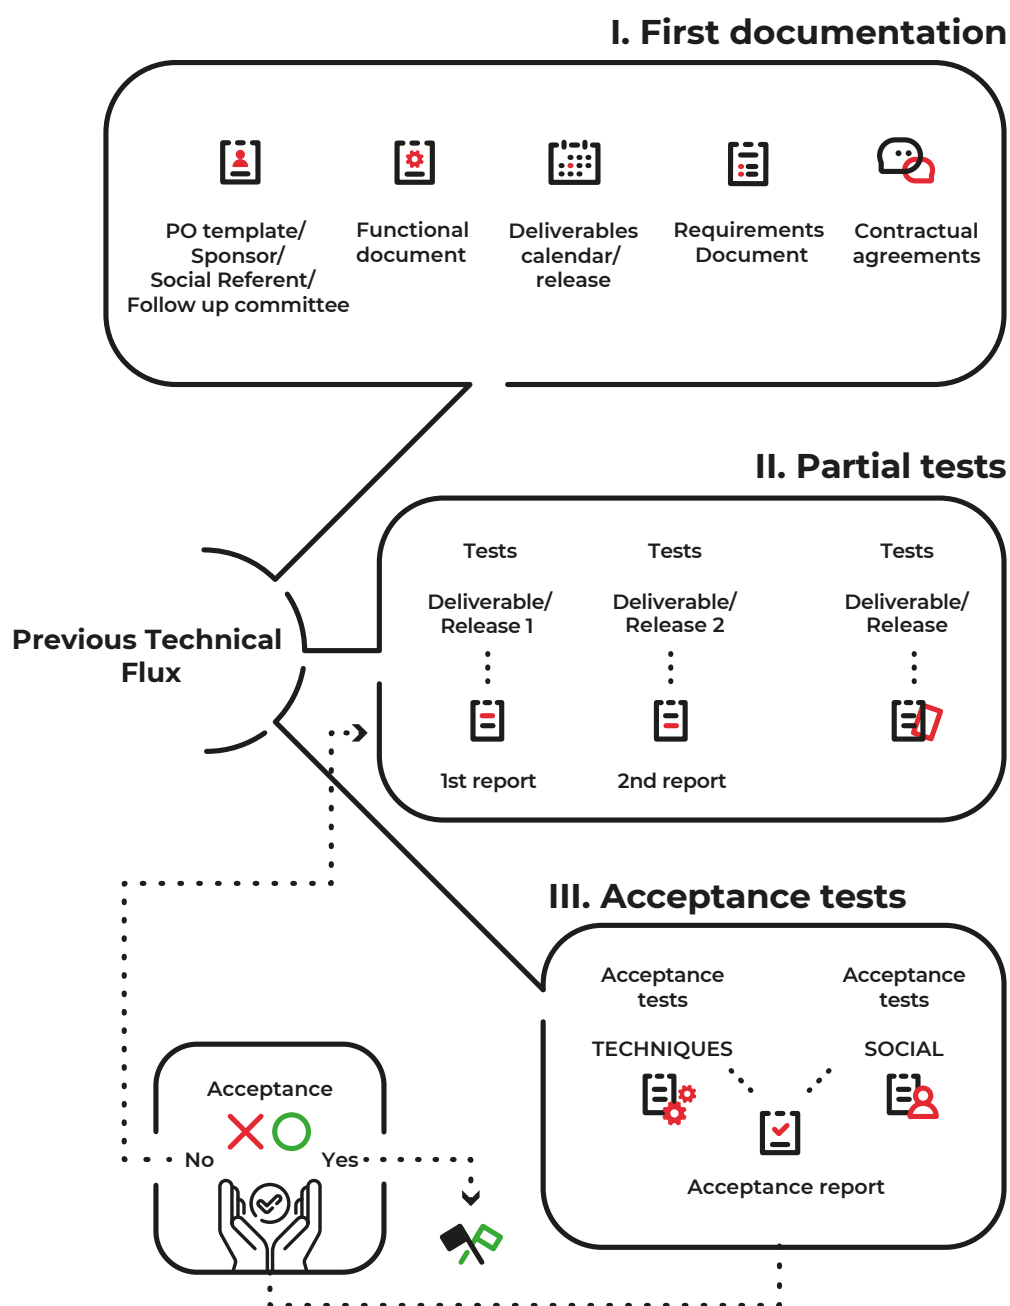 I. First documentation
PO template/
Sponsor/
Social Referent/
Follow up committee
Functional
document
Deliverables
calendar/
release
Requirements
Document
Contractual
agreements
II. Partial tests
Tests
Deliverable/
Release 1
1st report
Tests
Deliverable/
Release 2
2nd report
Tests
Deliverable/
Release
Previous Technical
Flux
III. Acceptance tests
Acceptance
tests
TECHNIQUES
Acceptance
tests
SOCIAL
Acceptance report
Acceptance
No
Yes